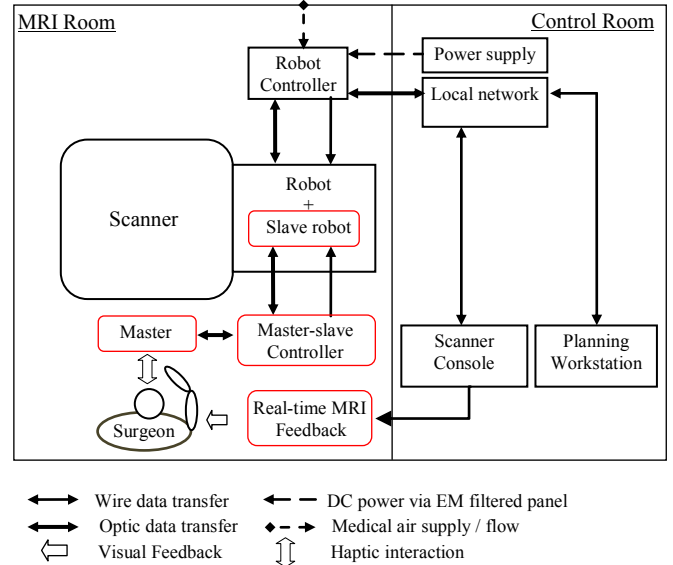 MRI Room
Control Room
Robot
Controller
Power supply
Local network
Scanner
Robot
+
Slave robot
Master
Master-slave
Controller
Scanner
Console
Planning
Workstation
Surgeon
Real-time MRI
Feedback
Wire data transfer
DC power via EM filtered panel
Optic data transfer
Medical air supply / flow
Visual Feedback
Haptic interaction